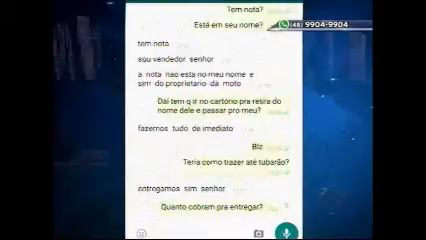 Tem nota?
Está em seu nome?
(48) 9904-9904
tem nota
sou vendedor senhor
a nota nao esta no meu nome e
sim do proprietario da moto
Daí tem q ir no cartório pra retira do
nome dele e passar pro meu?
fazemos tudo de imediato
Blz
Teria como trazer até tubarão?
entregamos sim senhor
Quanto cobram pra entregar?